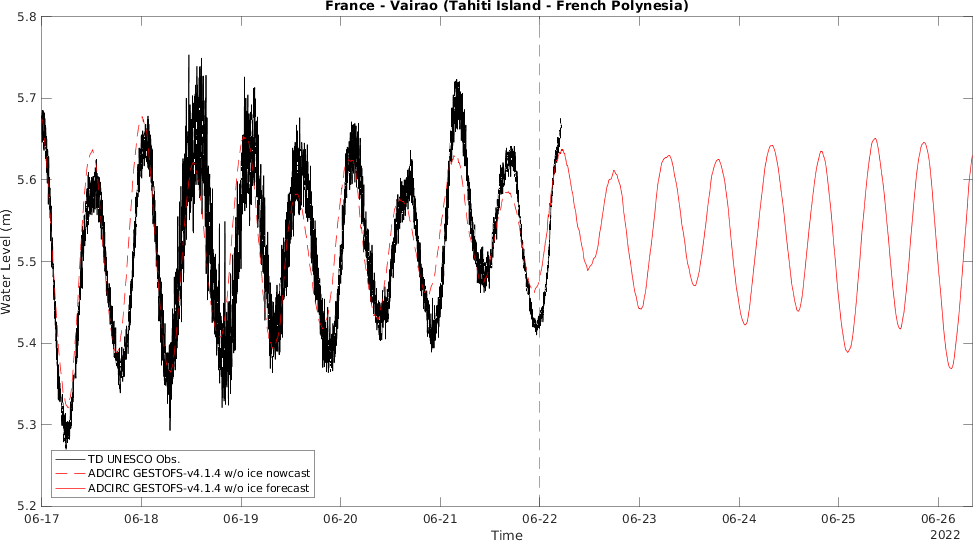 France - Vairao (Tahiti Island - French Polynesia)
5.8
5.7
5.6
5.5
5.4
5.3
5.2
Water Level (m)
TD UNESCO Obs.
ADCIRC GESTOFS-v4.1.4 w/o ice nowcast
ADCIRC GESTOFS-v4.1.4 w/o ice forecast
06-17 06-18 06-19 06-20 06-21 06-22 06-23 06-24 06-25 06-26
Time 2022